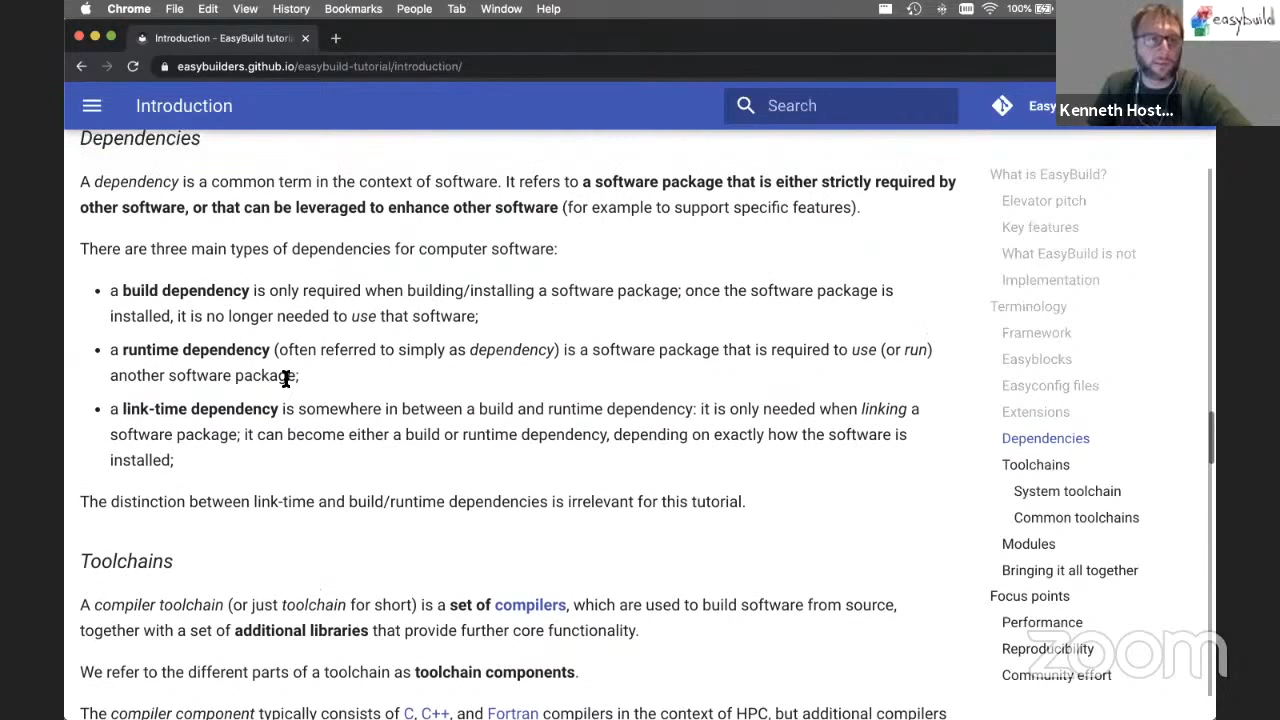 Chrome File Edit View History Bookmarks People Tab Window Help 100%
Introduction - EasyBuild tutori
easybuilders.github.io/easybuild-tutorial/introduction/
easybuild
Introduction
Search
Easy
Kenneth Host...
Dependencies
A dependency is a common term in the context of software. It refers to a software package that is either strictly required by
other software, or that can be leveraged to enhance other software (for example to support specific features).
There are three main types of dependencies for computer software:
• a build dependency is only required when building/installing a software package; once the software package is
installed, it is no longer needed to use that software;
• a runtime dependency (often referred to simply as dependency) is a software package that is required to use (or run)
another software package;
• a link-time dependency is somewhere in between a build and runtime dependency: it is only needed when linking a
software package; it can become either a build or runtime dependency, depending on exactly how the software is
installed;
The distinction between link-time and build/runtime dependencies is irrelevant for this tutorial.
Toolchains
A compiler toolchain (or just toolchain for short) is a set of compilers, which are used to build software from source,
together with a set of additional libraries that provide further core functionality.
We refer to the different parts of a toolchain as toolchain components.
The compiler component typically consists of C, C++, and Fortran compilers in the context of HPC, but additional compilers
What is EasyBuild?
Elevator pitch
Key features
What EasyBuild is not
Implementation
Terminology
Framework
Easyblocks
Easyconfig files
Extensions
Dependencies
Toolchains
System toolchain
Common toolchains
Modules
Bringing it all together
Focus points
Performance
Reproducibility
Community effort
zoom